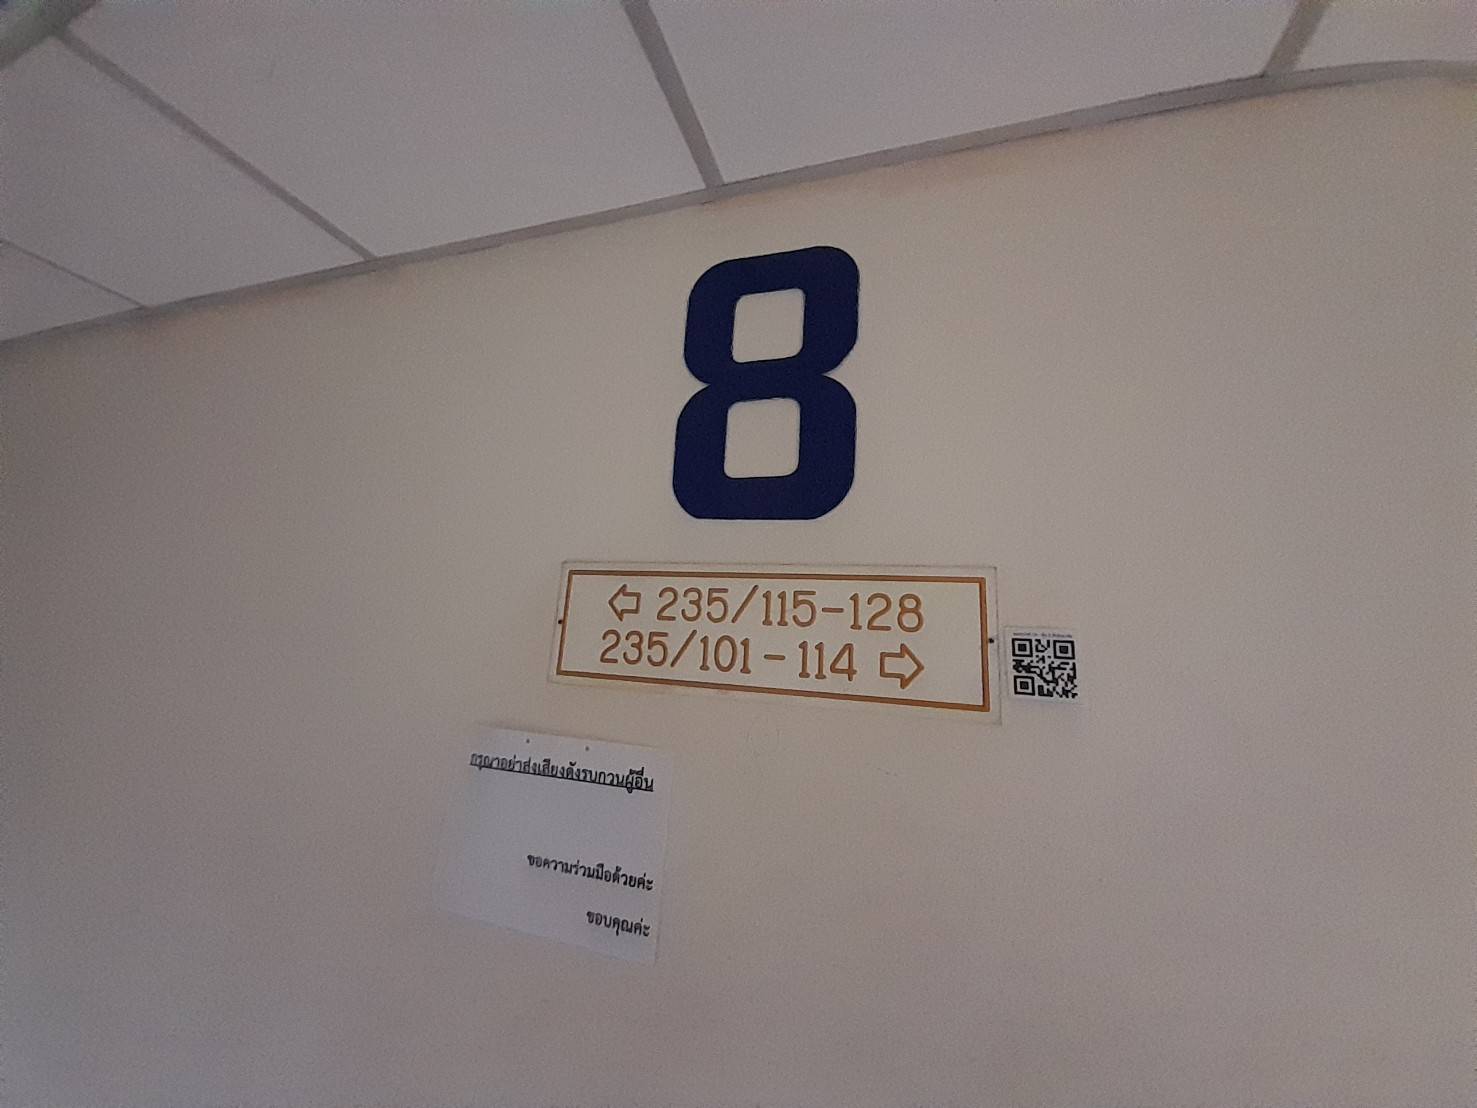 8
⇦ 235/115-128
235/101-114 ⇨
กรุณาอย่าส่งเสียงดังรบกวนผู้อื่น
ขอความร่วมมือด้วยค่ะ
ขอบคุณค่ะ